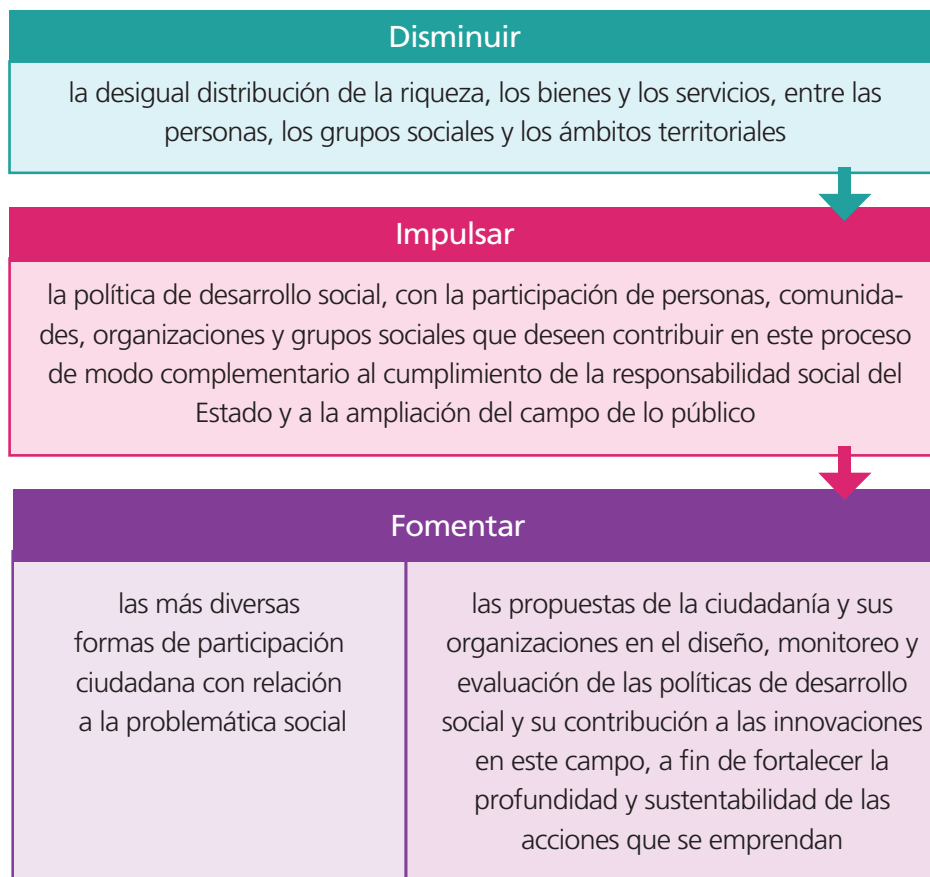 Disminuir
la desigual distribución de la riqueza, los bienes y los servicios, entre las
personas, los grupos sociales y los ámbitos territoriales
Impulsar
la política de desarrollo social, con la participación de personas, comunida-
des, organizaciones y grupos sociales que deseen contribuir en este proceso
de modo complementario al cumplimiento de la responsabilidad social del
Estado y a la ampliación del campo de lo público
Fomentar
las más diversas
formas de participación
ciudadana con relación
a la problemática social
las propuestas de la ciudadanía y sus
organizaciones en el diseño, monitoreo y
evaluación de las políticas de desarrollo
social y su contribución a las innovaciones
en este campo, a fin de fortalecer la
profundidad y sustentabilidad de las
acciones que se emprendan